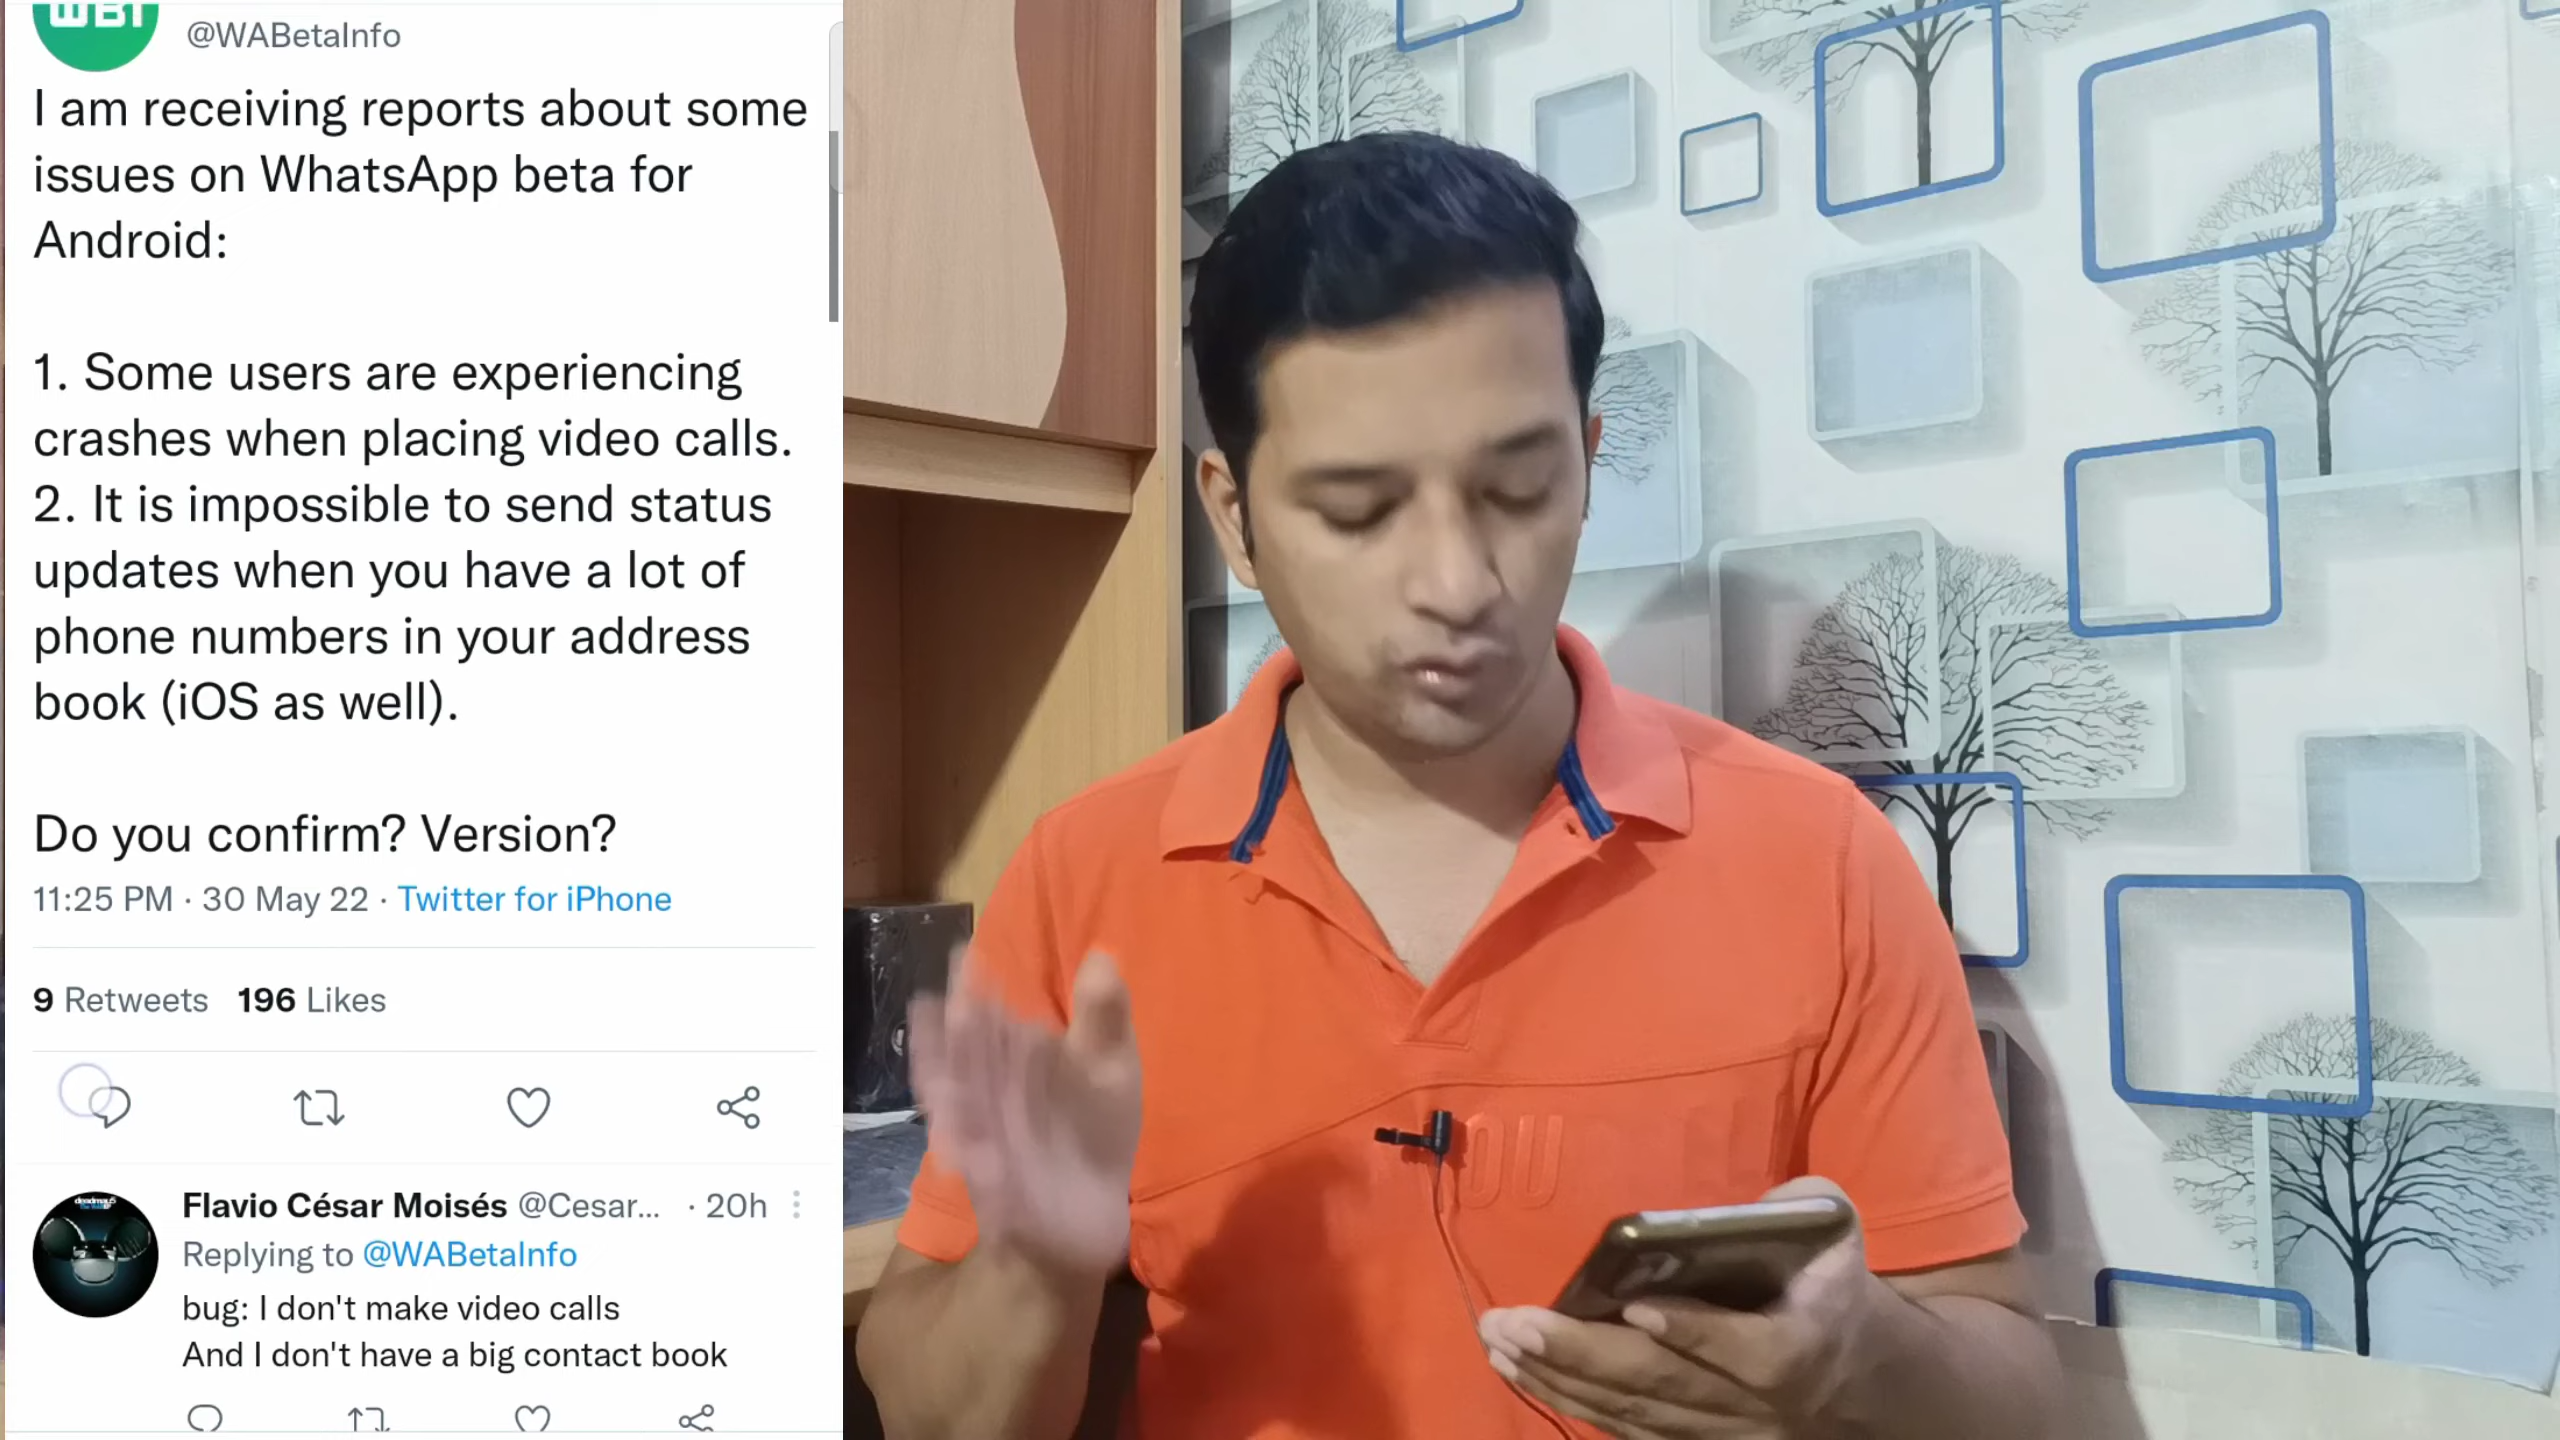 WBI
@WABetaInfo
I am receiving reports about some
issues on WhatsApp beta for
Android:
1. Some users are experiencing
crashes when placing video calls.
2. It is impossible to send status
updates when you have a lot of
phone numbers in your address
book (iOS as well).
Do you confirm? Version?
11:25 PM · 30 May 22 · Twitter for iPhone
9 Retweets 196 Likes
Flavio César Moisés @Cesar... · 20h
Replying to @WABetaInfo
bug: I don't make video calls
And I don't have a big contact book
deadmau5
OU